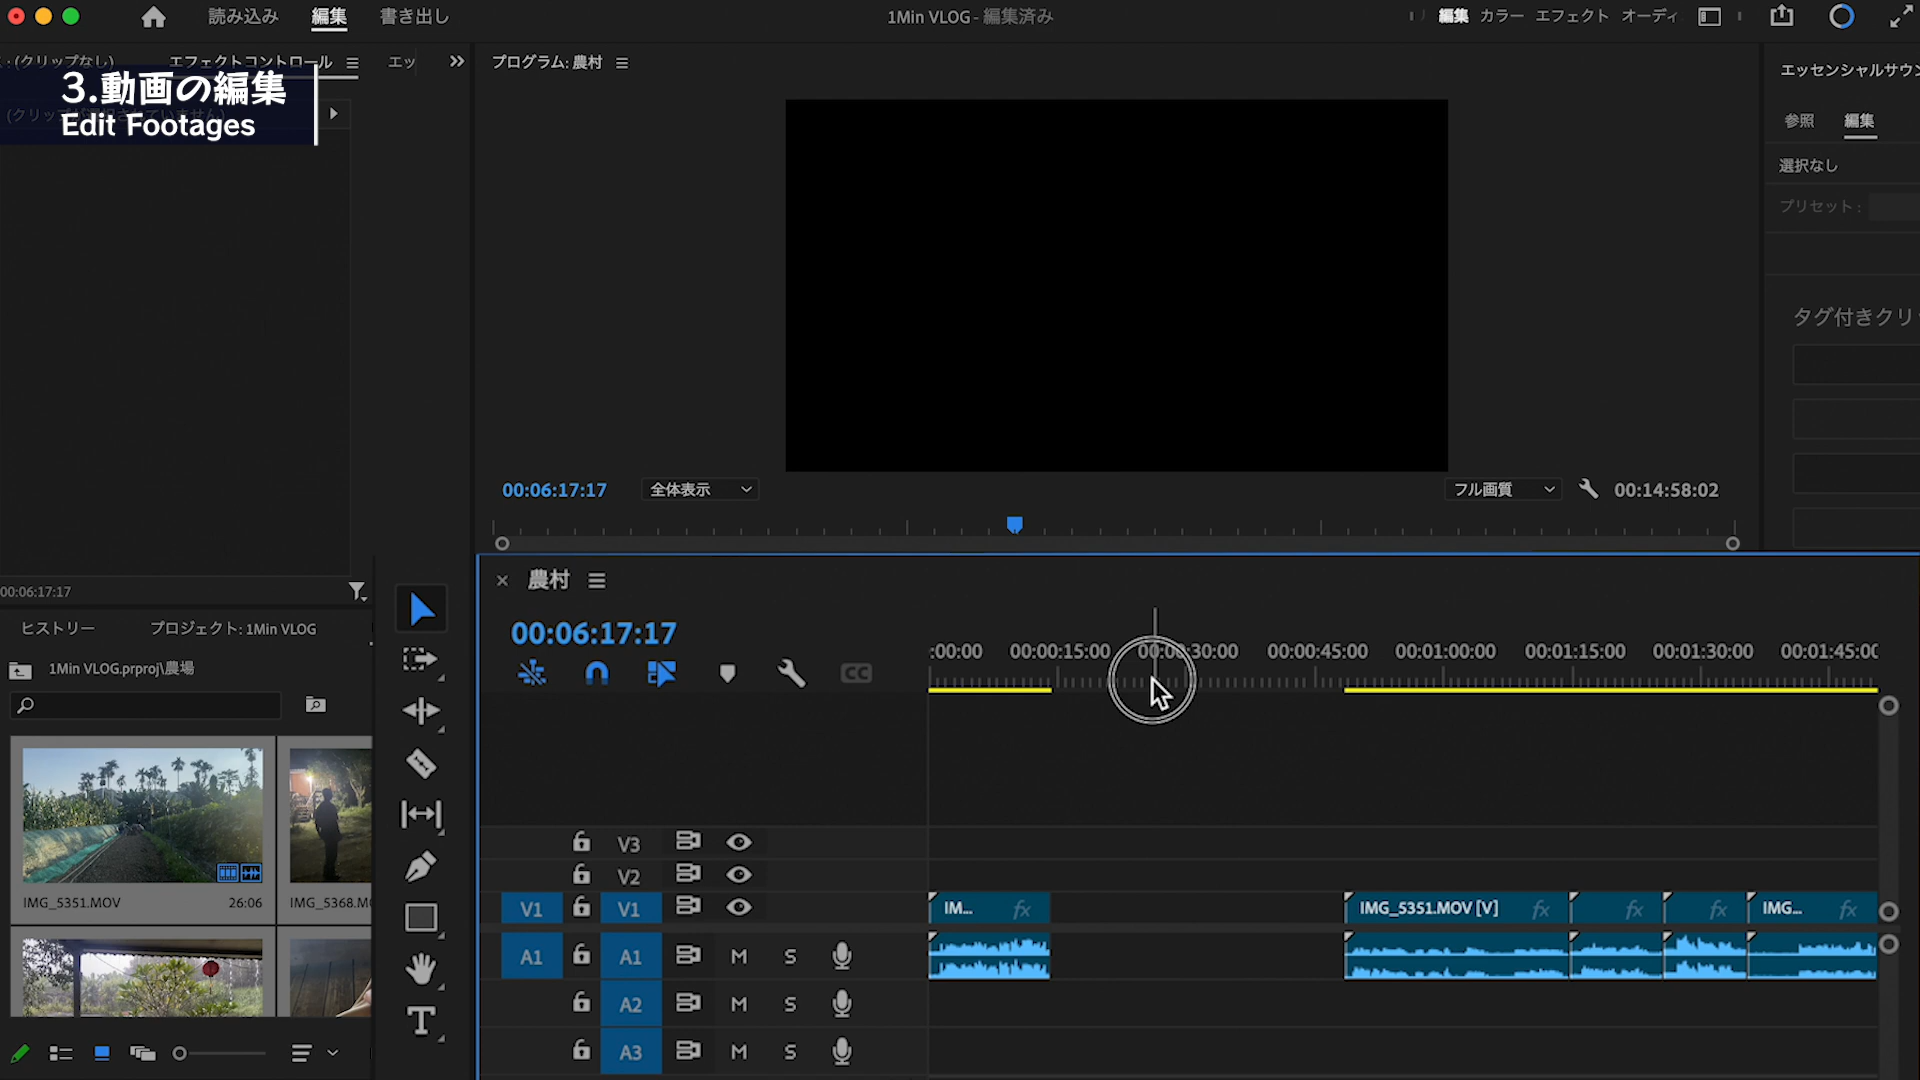 読み込み 編集 書き出し
1Min VLOG - 編集済み
編集 カラー エフェクト オーディ
: (クリップなし) エフェクトコントロール エッ
3.動画の編集
Edit Footages
プログラム: 農村
エッセンシャルサウン
参照 編集
選択なし
プリセット :
タグ付きクリ
00:06:17:17 全体表示 フル画質 00:14:58:02
00:06:17:17
ヒストリー プロジェクト: 1Min VLOG
1Min VLOG.prproj\農場
IMG_5351.MOV 26:06 IMG_5368.M
× 農村
00:06:17:17
:00:00 00:00:15:00 00:00:30:00 00:00:45:00 00:01:00:00 00:01:15:00 00:01:30:00 00:01:45:00
CC
V3
V2
V1 V1 IM... fx IMG_5351.MOV [V] fx fx fx IMG... fx
A1 A1 M S
A2 M S
A3 M S
T